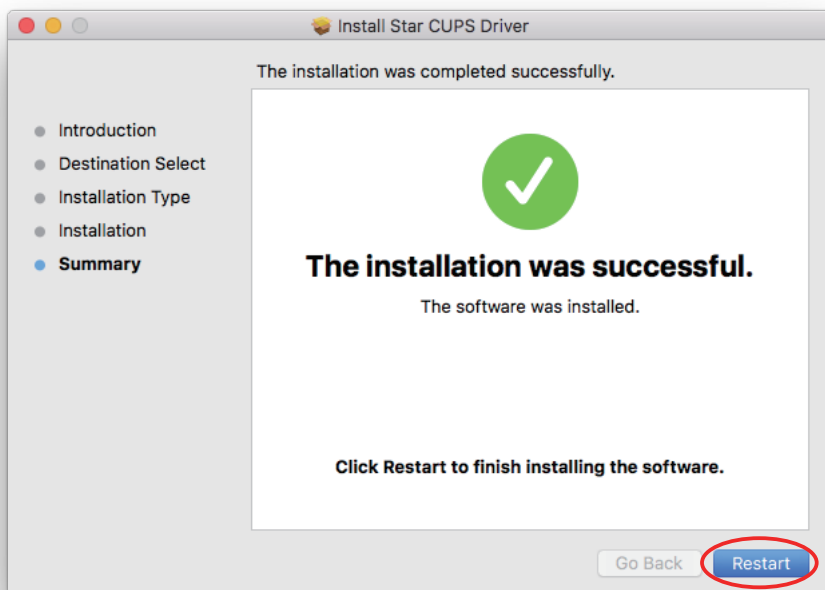 Install Star CUPS Driver
The installation was completed successfully.
Introduction
Destination Select
Installation Type
Installation
Summary
The installation was successful.
The software was installed.
Click Restart to finish installing the software.
Go Back
Restart